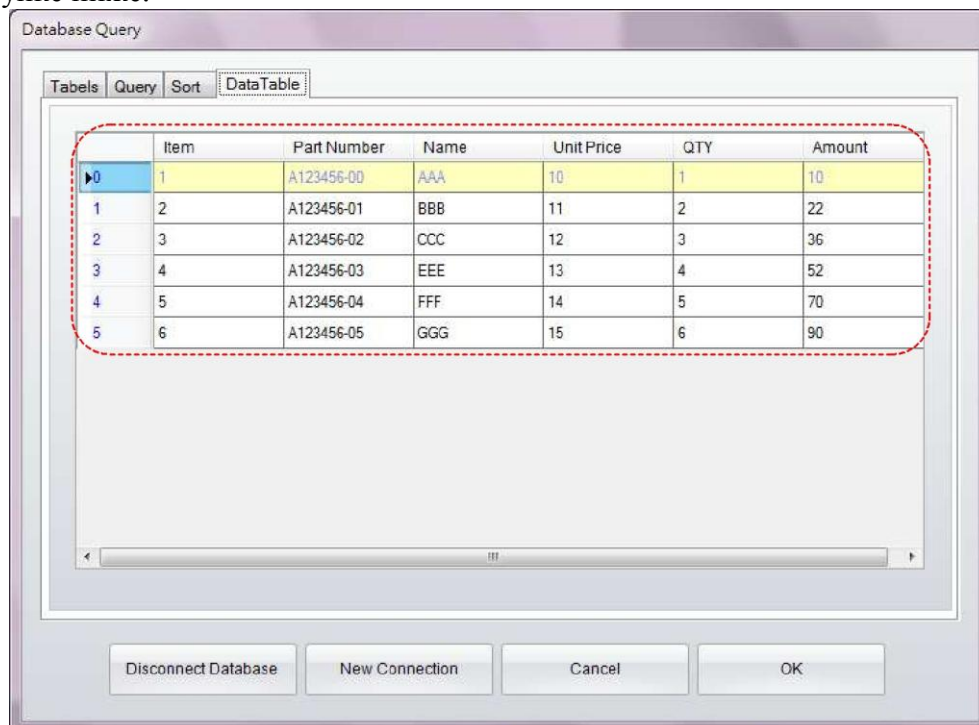 Database Query
Tabels Query Sort DataTable
Item Part Number Name Unit Price QTY Amount
0 1 A123456-00 AAA 10 1 10
1 2 A123456-01 BBB 11 2 22
2 3 A123456-02 CCC 12 3 36
3 4 A123456-03 EEE 13 4 52
4 5 A123456-04 FFF 14 5 70
5 6 A123456-05 GGG 15 6 90
Disconnect Database New Connection Cancel OK